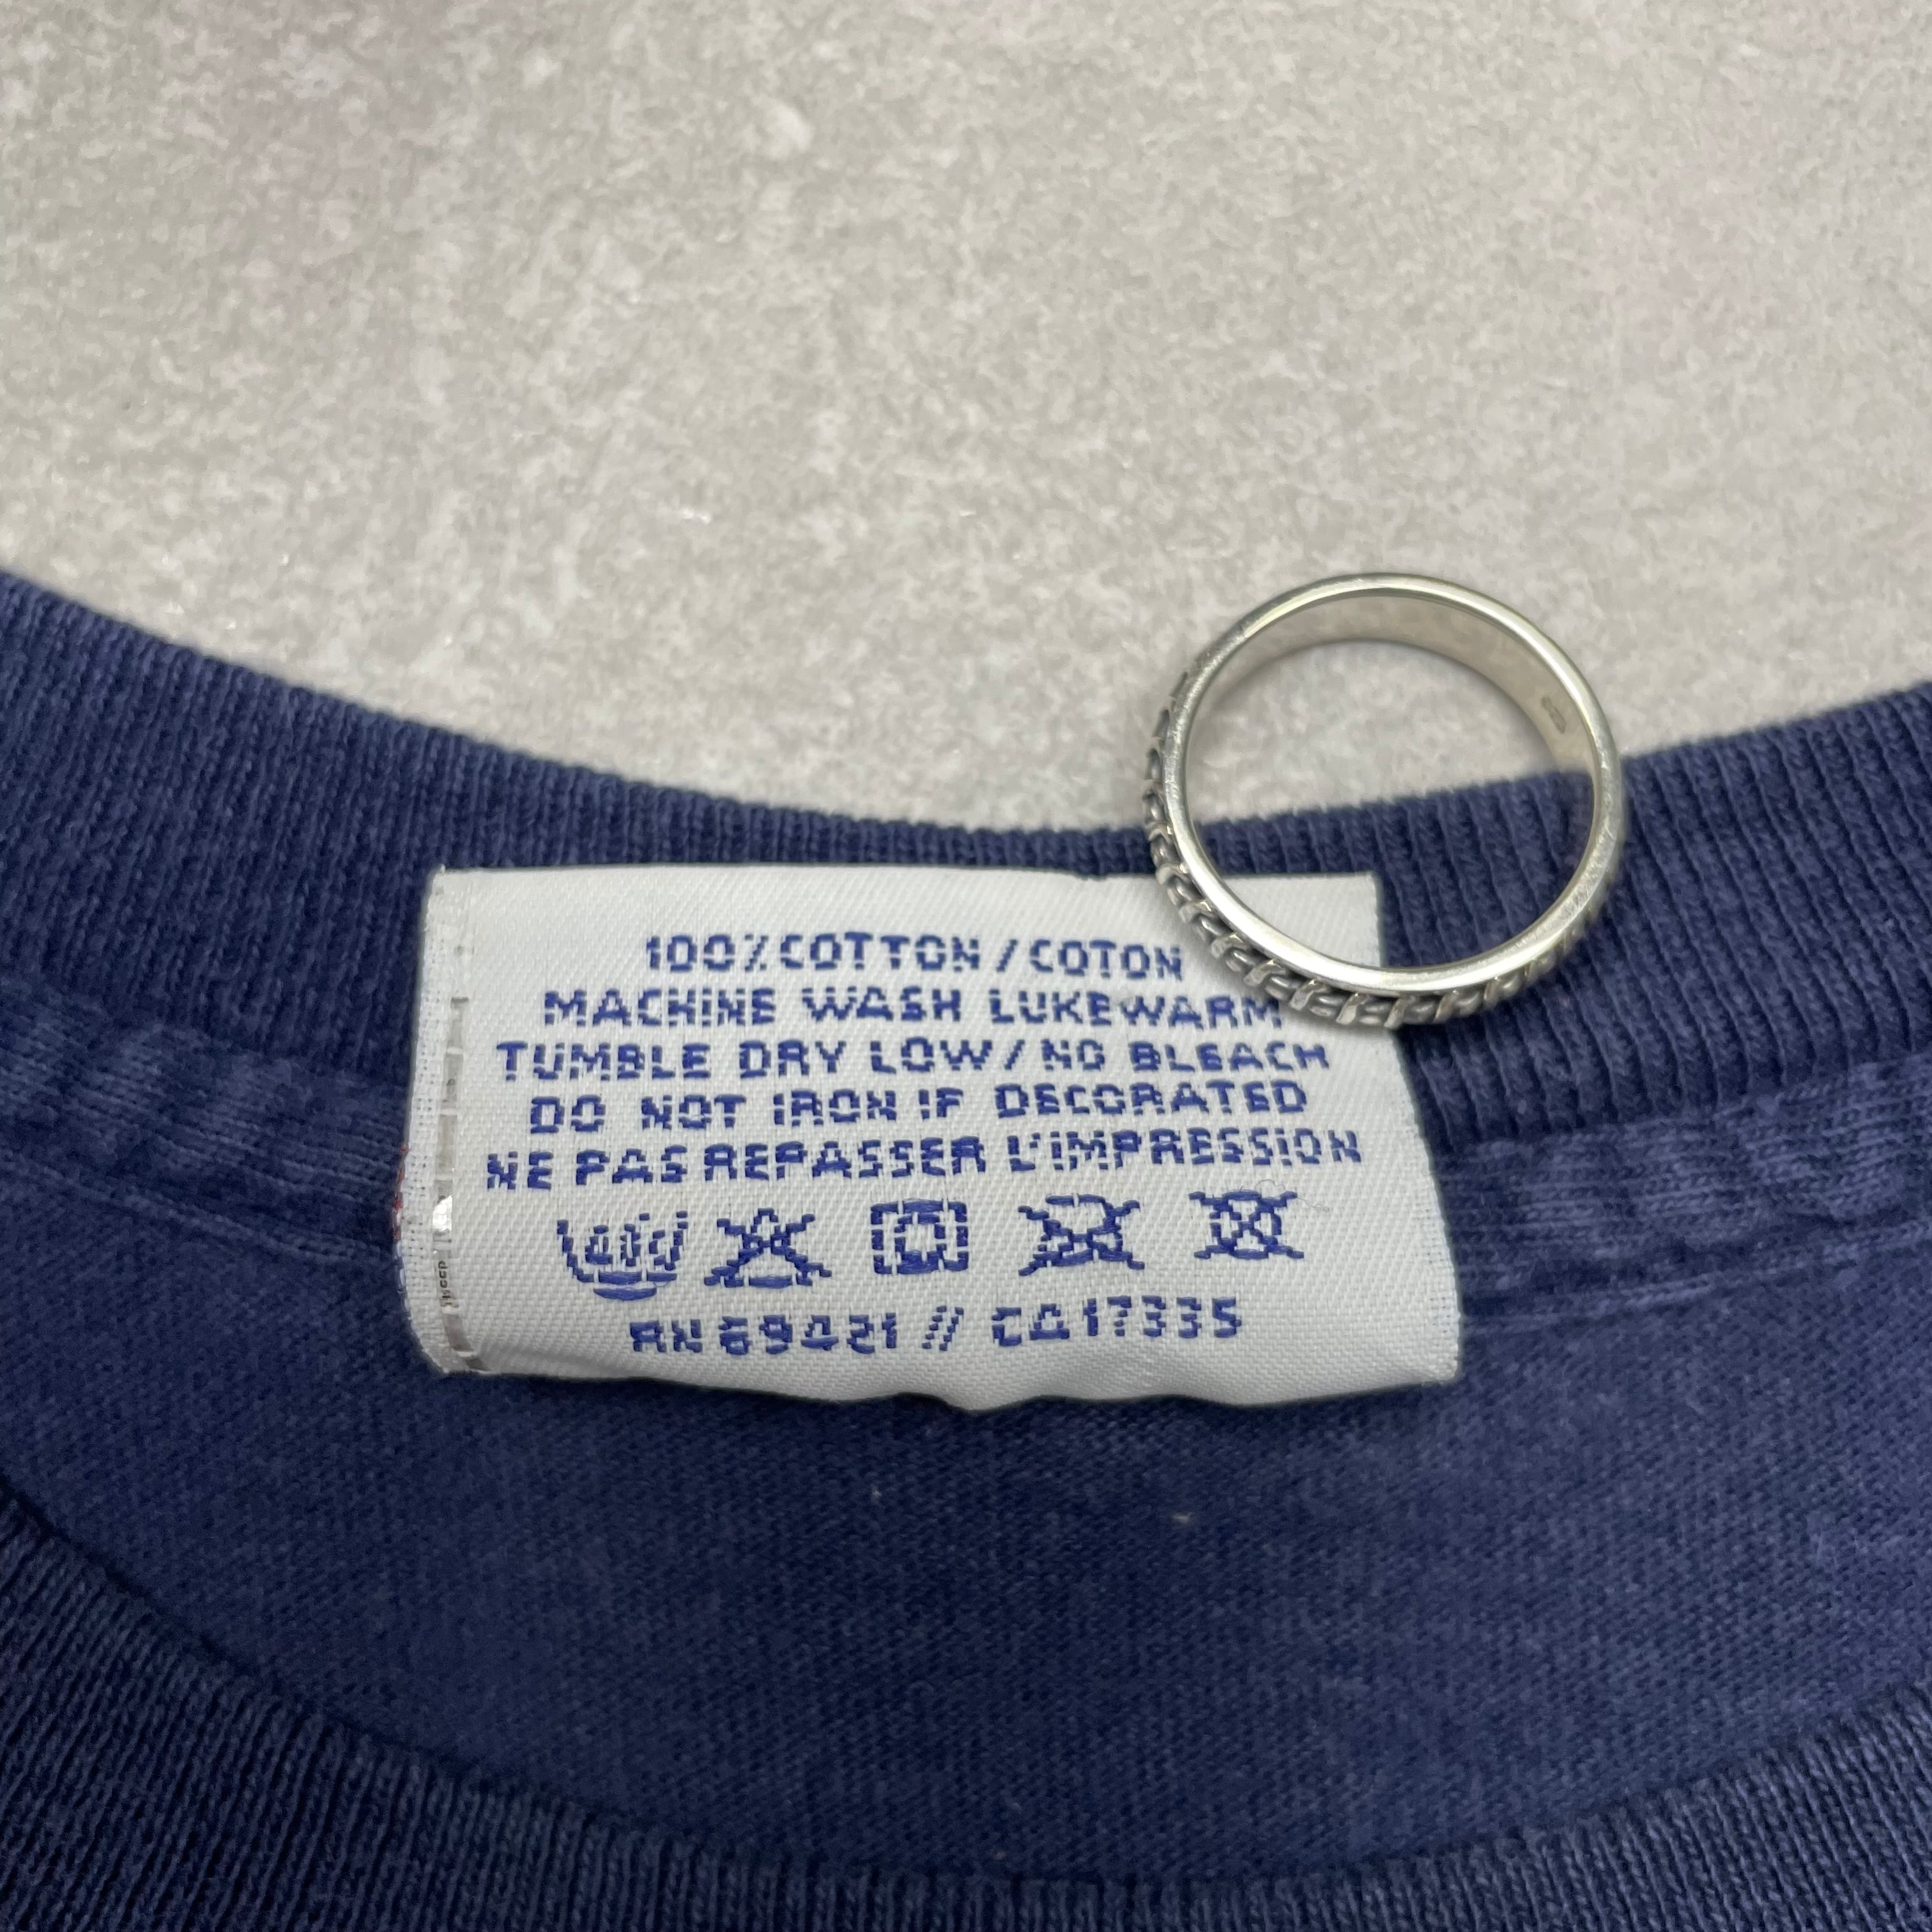 100% COTTON / COTON
MACHINE WASH LUKEWARM
TUMBLE DRY LOW / NO BLEACH
DO NOT IRON IF DECORATED
NE PAS REPASSER L'IMPRESSION
40c
RN 69421 // CA17335